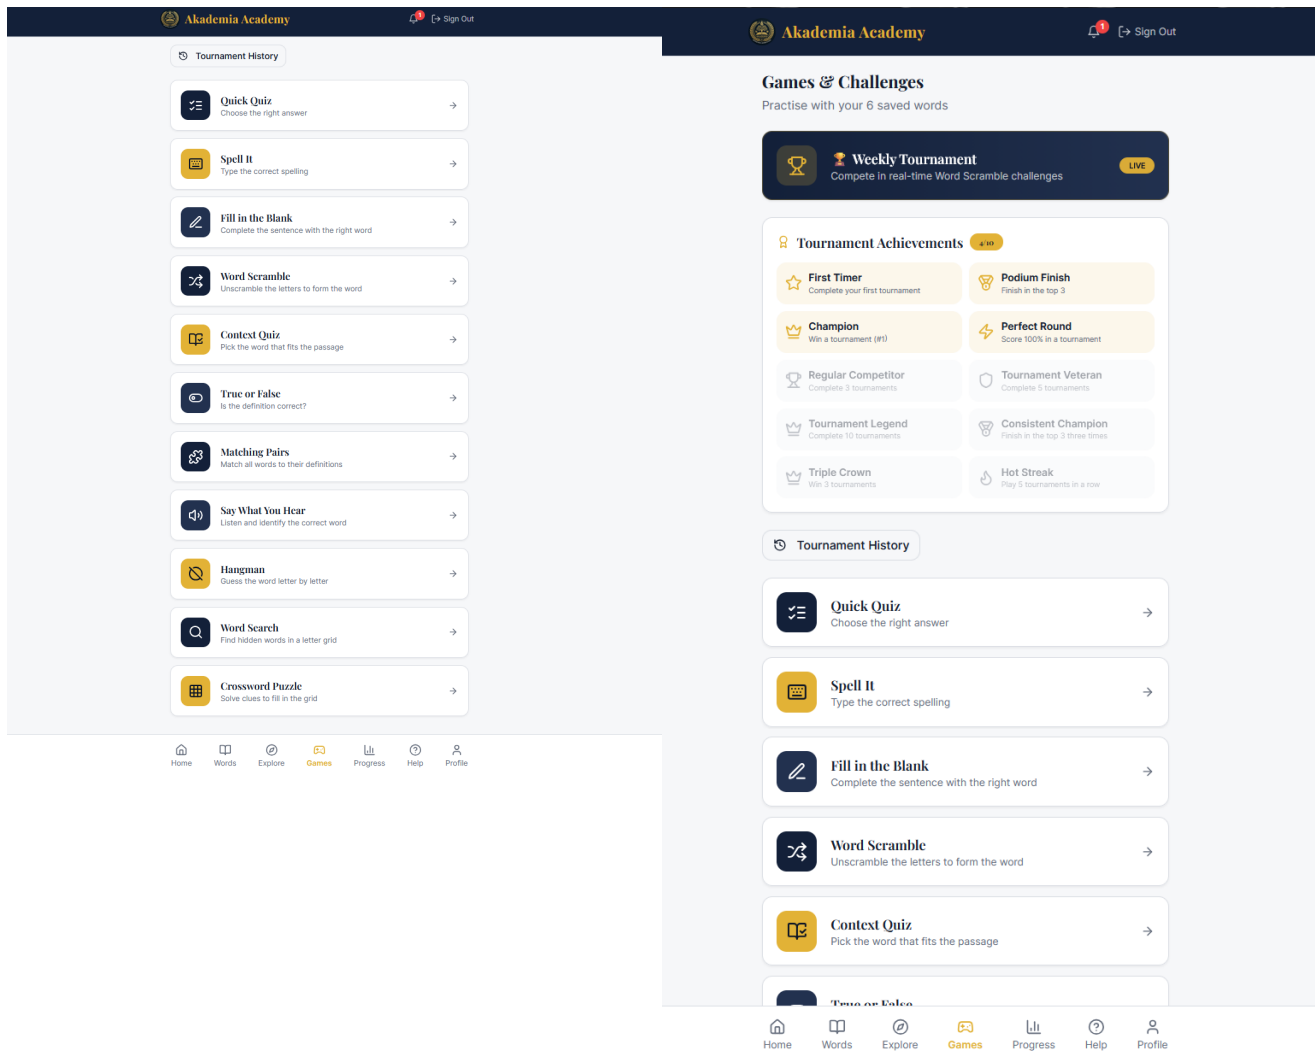 Akademia Academy
1
Sign Out
Tournament History
Quick Quiz
Choose the right answer
Spell It
Type the correct spelling
Fill in the Blank
Complete the sentence with the right word
Word Scramble
Unscramble the letters to form the word
Context Quiz
Pick the word that fits the passage
True or False
Is the definition correct?
Matching Pairs
Match all words to their definitions
Say What You Hear
Listen and identify the correct word
Hangman
Guess the word letter by letter
Word Search
Find hidden words in a letter grid
Crossword Puzzle
Solve clues to fill in the grid
Home Words Explore Games Progress Help Profile
Akademia Academy
1
Sign Out
Games & Challenges
Practise with your 6 saved words
Weekly Tournament
Compete in real-time Word Scramble challenges
LIVE
Tournament Achievements 4/10
First Timer
Complete your first tournament
Podium Finish
Finish in the top 3
Champion
Win a tournament (#1)
Perfect Round
Score 100% in a tournament
Regular Competitor
Complete 3 tournaments
Tournament Veteran
Complete 5 tournaments
Tournament Legend
Complete 10 tournaments
Consistent Champion
Finish in the top 3 three times
Triple Crown
Win 3 tournaments
Hot Streak
Play 5 tournaments in a row
Tournament History
Quick Quiz
Choose the right answer
Spell It
Type the correct spelling
Fill in the Blank
Complete the sentence with the right word
Word Scramble
Unscramble the letters to form the word
Context Quiz
Pick the word that fits the passage
True or False
Home Words Explore Games Progress Help Profile